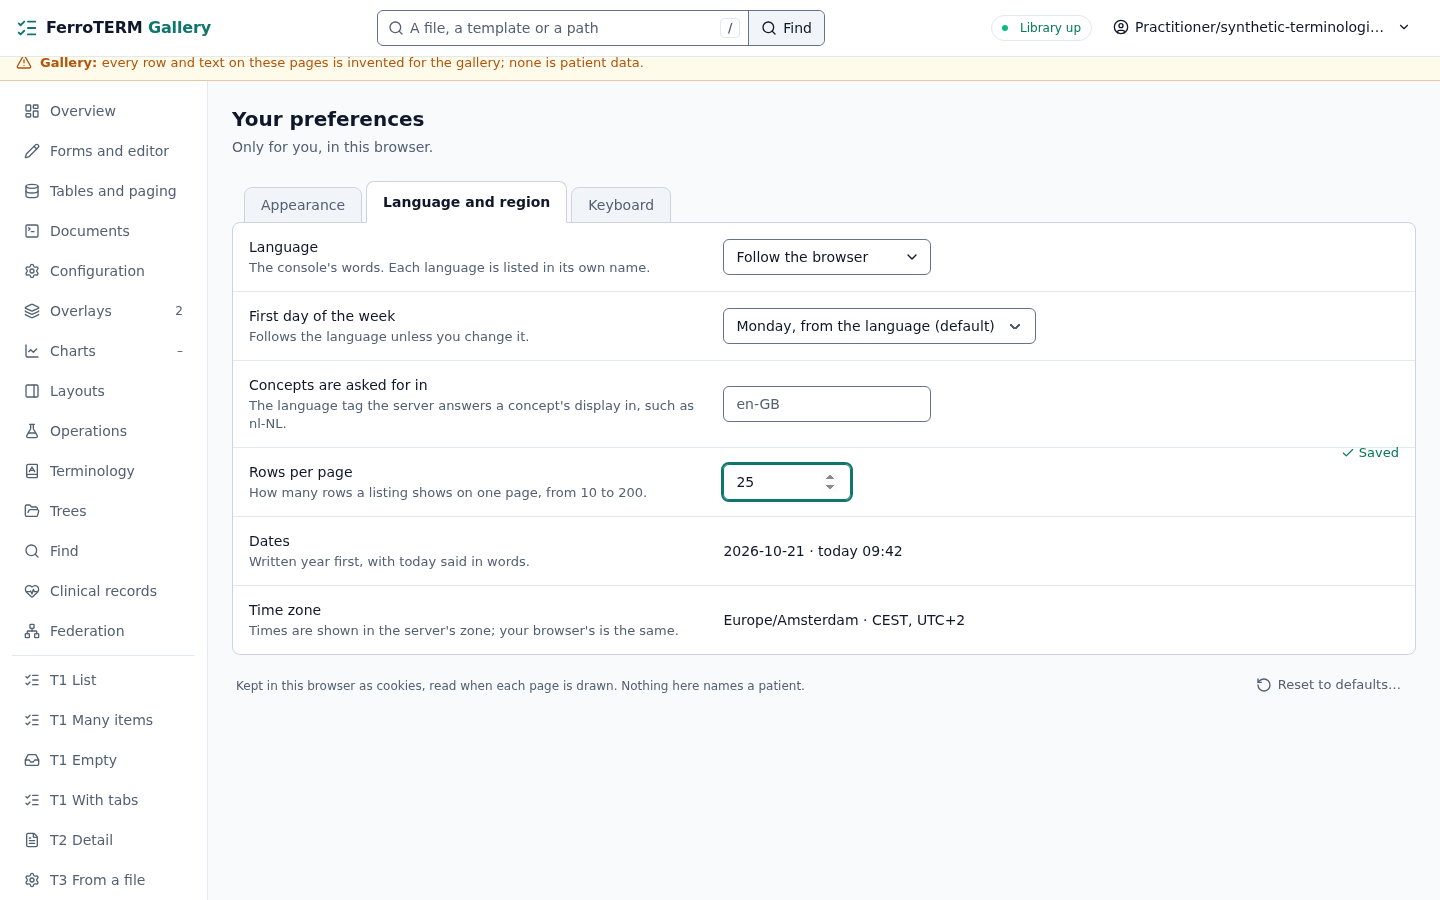 FerroTERM Gallery
A file, a template or a path
/
Find
Library up
Practitioner/synthetic-terminologi…
Gallery: every row and text on these pages is invented for the gallery; none is patient data.
Overview
Forms and editor
Tables and paging
Documents
Configuration
Overlays 2
Charts –
Layouts
Operations
Terminology
Trees
Find
Clinical records
Federation
T1 List
T1 Many items
T1 Empty
T1 With tabs
T2 Detail
T3 From a file
Your preferences
Only for you, in this browser.
Appearance
Language and region
Keyboard
Language
The console's words. Each language is listed in its own name.
Follow the browser
First day of the week
Follows the language unless you change it.
Monday, from the language (default)
Concepts are asked for in
The language tag the server answers a concept's display in, such as
nl-NL.
en-GB
Saved
Rows per page
How many rows a listing shows on one page, from 10 to 200.
25
Dates
Written year first, with today said in words.
2026-10-21 · today 09:42
Time zone
Times are shown in the server's zone; your browser's is the same.
Europe/Amsterdam · CEST, UTC+2
Kept in this browser as cookies, read when each page is drawn. Nothing here names a patient.
Reset to defaults…